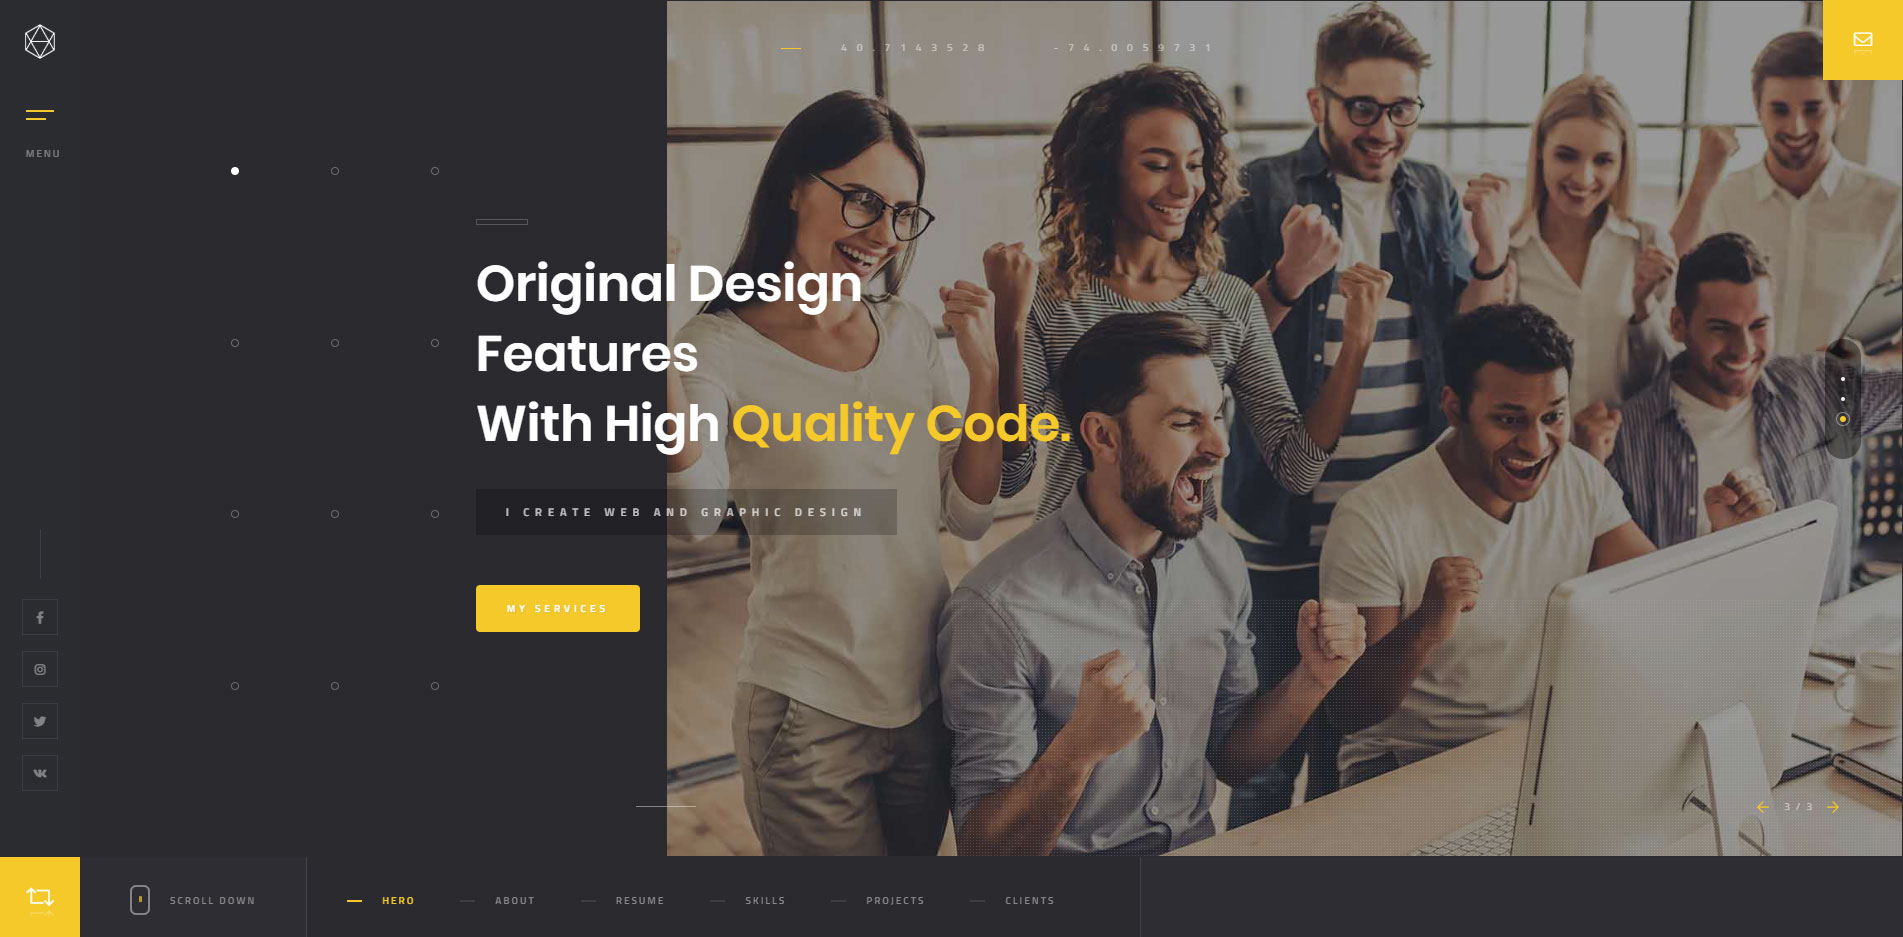 40.7143528 -74.0059731
MENU
Original Design
Features
With High Quality Code.
I CREATE WEB AND GRAPHIC DESIGN
MY SERVICES
3 / 3
SCROLL DOWN
HERO
ABOUT
RESUME
SKILLS
PROJECTS
CLIENTS